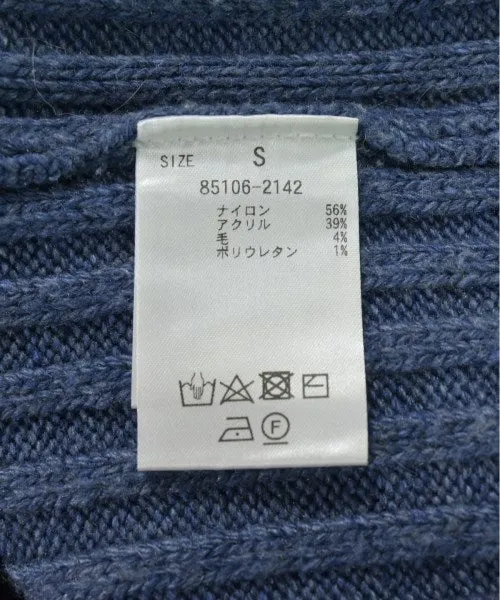 SIZE S
85106-2142
ナイロン 56%
アクリル 39%
毛 4%
ポリウレタン 1%
F